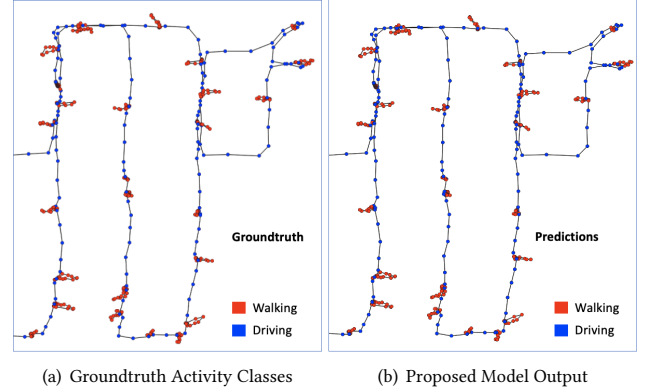 Groundtruth
Walking
Driving
Predictions
Walking
Driving
(a) Groundtruth Activity Classes
(b) Proposed Model Output